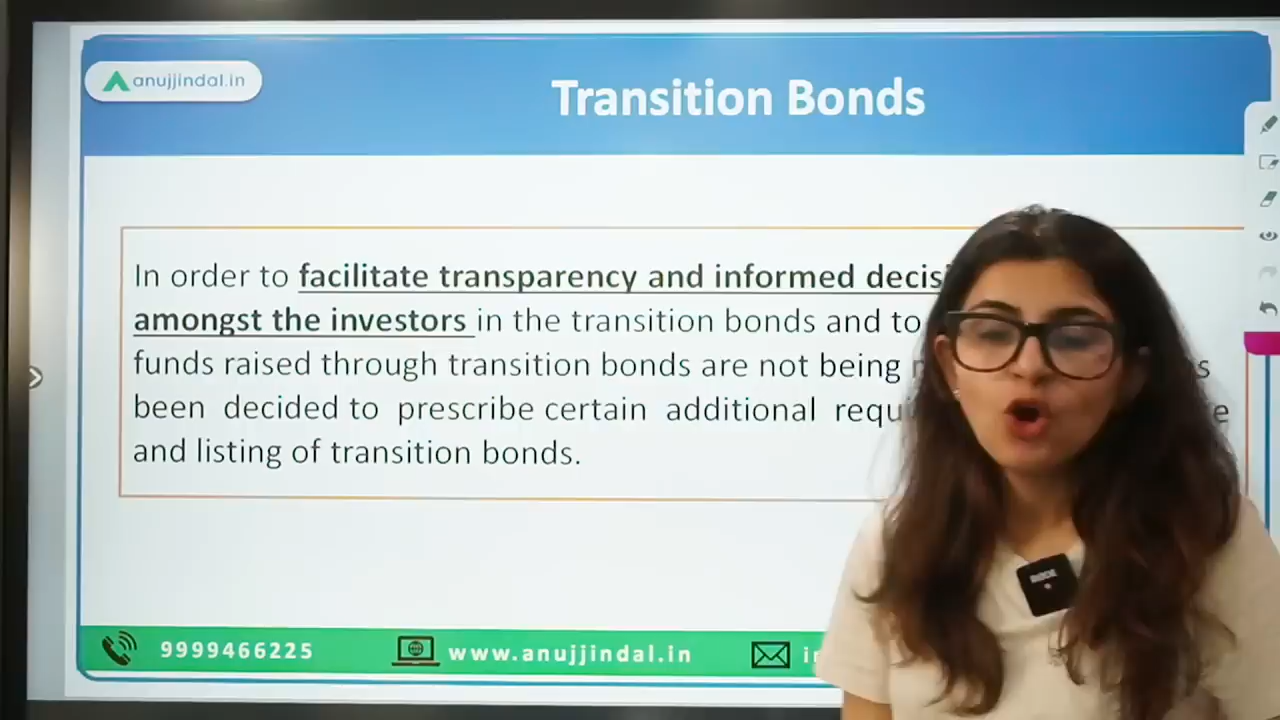 anujjindal.in
Transition Bonds
In order to facilitate transparency and informed
amongst the investors in the transition bonds and to
funds raised through transition bonds are not being
been decided to prescribe certain additional
and listing of transition bonds.
RODE
9999466225
www.anujjindal.in